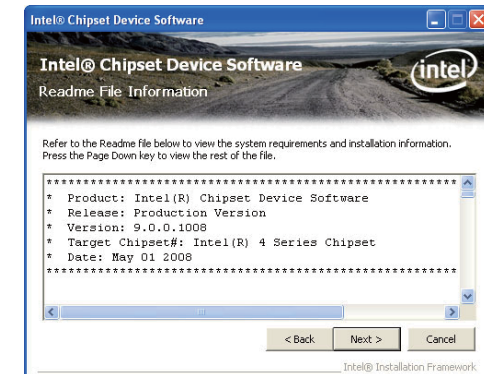 Intel® Chipset Device Software
Intel® Chipset Device Software
intel
Readme File Information
Refer to the Readme file below to view the system requirements and installation information.
Press the Page Down key to view the rest of the file.
*********************************************************
* Product: Intel(R) Chipset Device Software
* Release: Production Version
* Version: 9.0.0.1008
* Target Chipset#: Intel(R) 4 Series Chipset
* Date: May 01 2008
*********************************************************
< Back
Next >
Cancel
Intel® Installation Framework